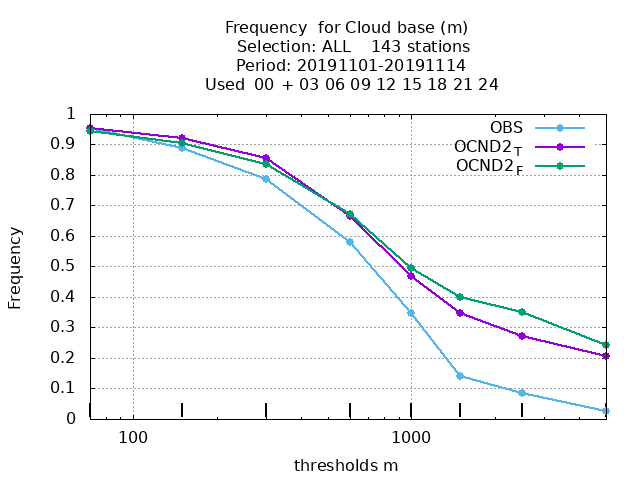 Frequency  for Cloud base (m)
Selection: ALL    143 stations
Period: 20191101-20191114
Used  00  + 03 06 09 12 15 18 21 24
OBS
OCND2T
OCND2F
1
0.9
0.8
0.7
0.6
0.5
0.4
0.3
0.2
0.1
0
Frequency
100
1000
thresholds m